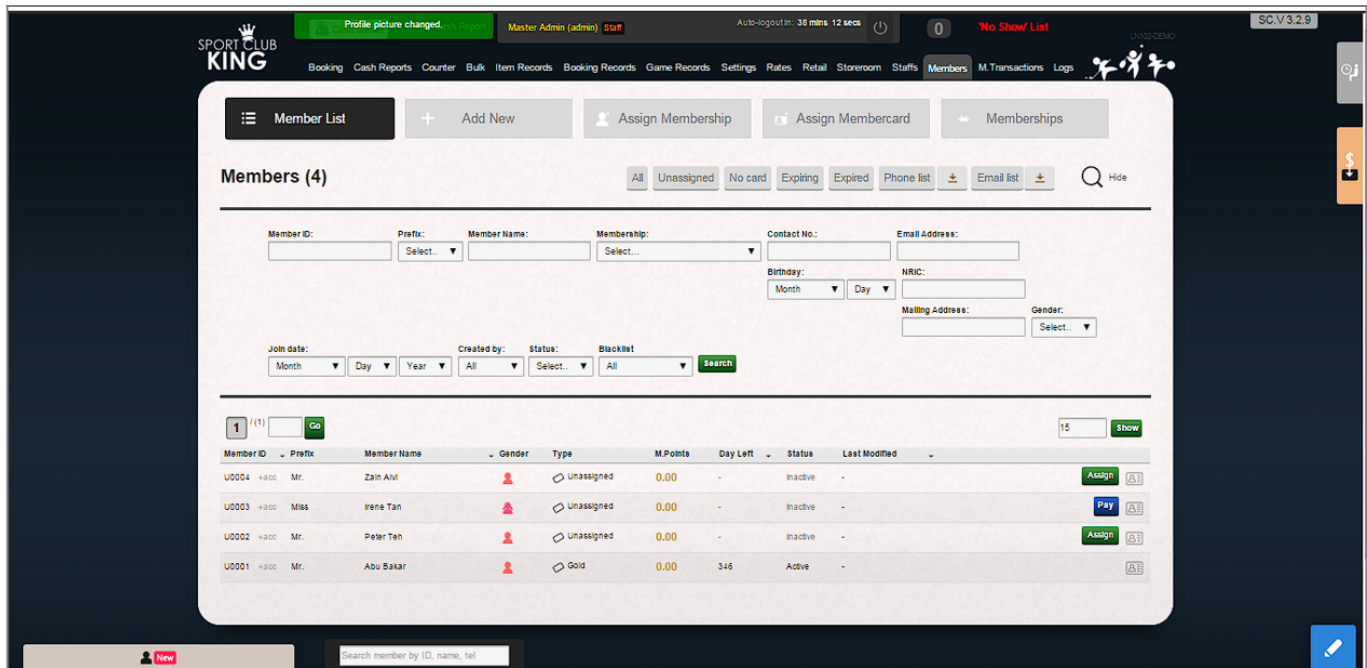 SPORT CLUB
KING
Profile picture changed.
Cash Report
Master Admin (admin) Staff
Auto-logout in: 38 mins 12 secs
0
'No Show' List
SC.V 3.2.9
LN102-DEMO
Booking Cash Reports Counter Bulk Item Records Booking Records Game Records Settings Rates Retail Storeroom Staffs Members M.Transactions Logs
Member List Add New Assign Membership Assign Membercard Memberships
Members (4)
All Unassigned No card Expiring Expired Phone list Email list Hide
Member ID: Prefix: Member Name: Membership: Contact No.: Email Address:
Select.. Select...
Birthday: NRIC:
Month Day
Mailing Address: Gender:
Select..
Join date: Created by: Status: Blacklist
Month Day Year All Select.. All Search
1 / (1) Go 15 Show
Member ID Prefix Member Name Gender Type M.Points Day Left Status Last Modified
U0004 +acc Mr. Zain Alvi Unassigned 0.00 - Inactive - Assign
U0003 +acc Miss Irene Tan Unassigned 0.00 - Inactive - Pay
U0002 +acc Mr. Peter Teh Unassigned 0.00 - Inactive - Assign
U0001 +acc Mr. Abu Bakar Gold 0.00 346 Active -
New
Search member by ID, name, tel